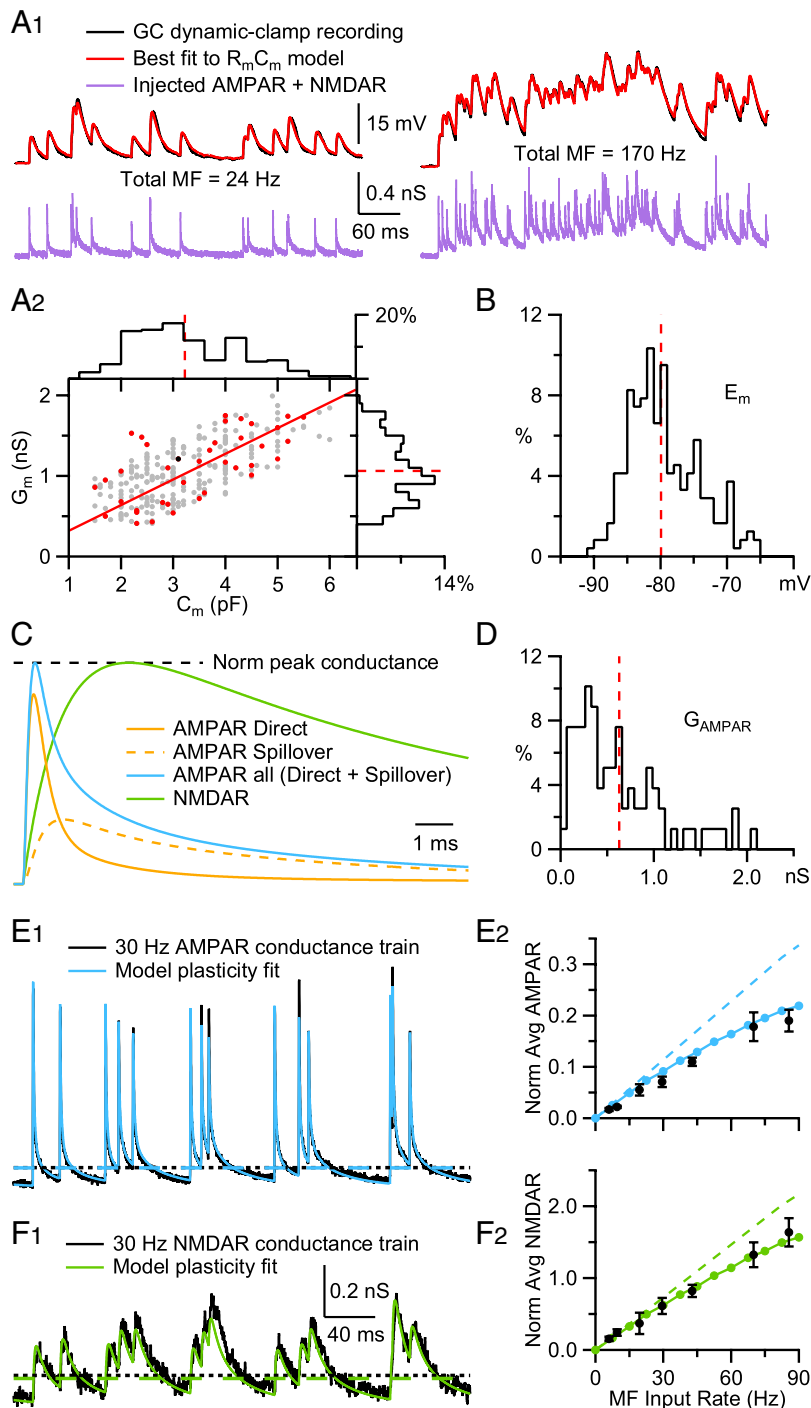 A1
GC dynamic-clamp recording
Best fit to RmCm model
Injected AMPAR + NMDAR
15 mV
Total MF = 24 Hz
Total MF = 170 Hz
0.4 nS
60 ms
A2
20%
2
1
0
Gm (nS)
1 2 3 4 5 6
Cm (pF)
14%
B
12
8
%
4
0
Em
-90 -80 -70 mV
C
Norm peak conductance
AMPAR Direct
AMPAR Spillover
AMPAR all (Direct + Spillover)
NMDAR
1 ms
D
12
8
%
4
0
GAMPAR
0.0 1.0 2.0 nS
E1
30 Hz AMPAR conductance train
Model plasticity fit
E2
Norm Avg AMPAR
0.3
0.2
0.1
0.0
F1
30 Hz NMDAR conductance train
Model plasticity fit
0.2 nS
40 ms
F2
Norm Avg NMDAR
2.0
1.0
0.0
0 30 60 90
MF Input Rate (Hz)